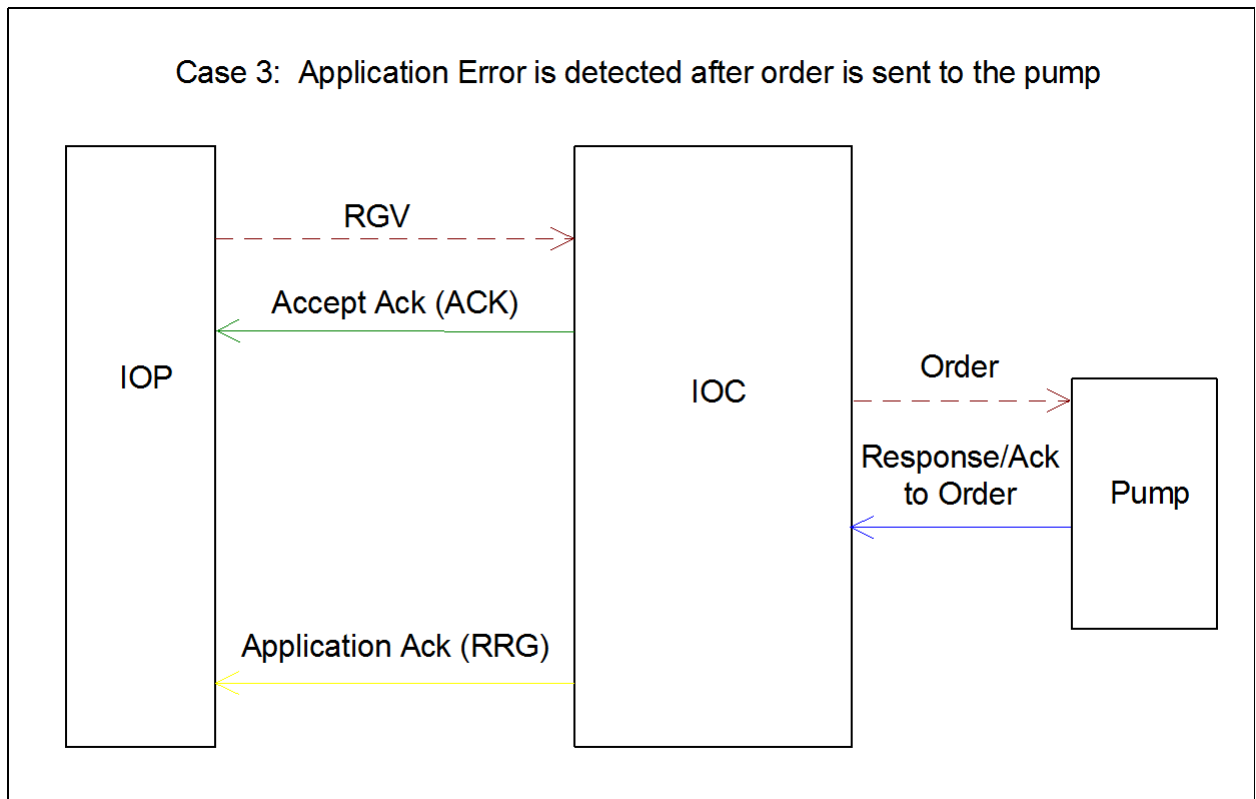 Case 3: Application Error is detected after order is sent to the pump
RGV
Accept Ack (ACK)
IOP
IOC
Order
Response/Ack
to Order
Pump
Application Ack (RRG)